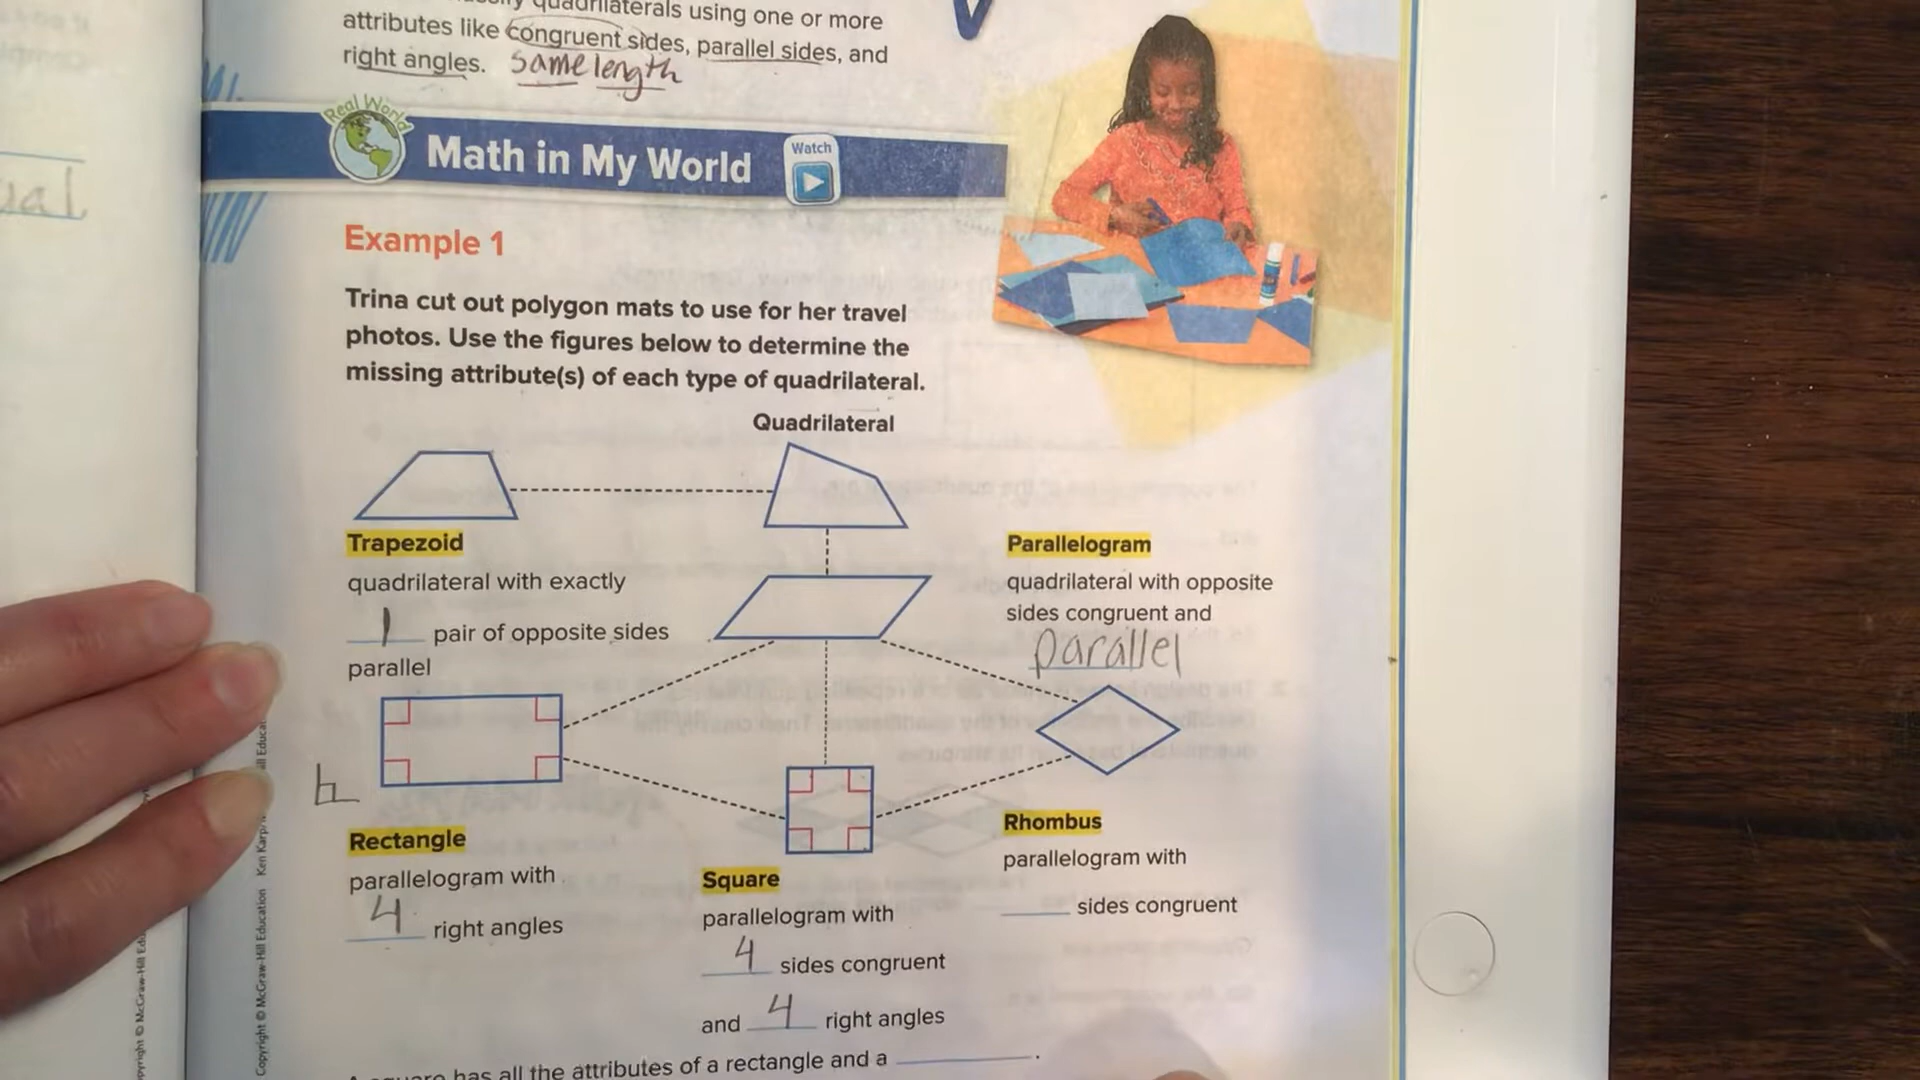 quadrilaterals using one or more
attributes like congruent sides, parallel sides, and
right angles. same length
Real World
Math in My World
Watch
Example 1
Trina cut out polygon mats to use for her travel
photos. Use the figures below to determine the
missing attribute(s) of each type of quadrilateral.
Quadrilateral
Trapezoid
quadrilateral with exactly
1 pair of opposite sides
parallel
Parallelogram
quadrilateral with opposite
sides congruent and
parallel
Rectangle
parallelogram with
4 right angles
Square
parallelogram with
4 sides congruent
and 4 right angles
Rhombus
parallelogram with
____ sides congruent
has all the attributes of a rectangle and a ____.
Copyright © McGraw-Hill Education